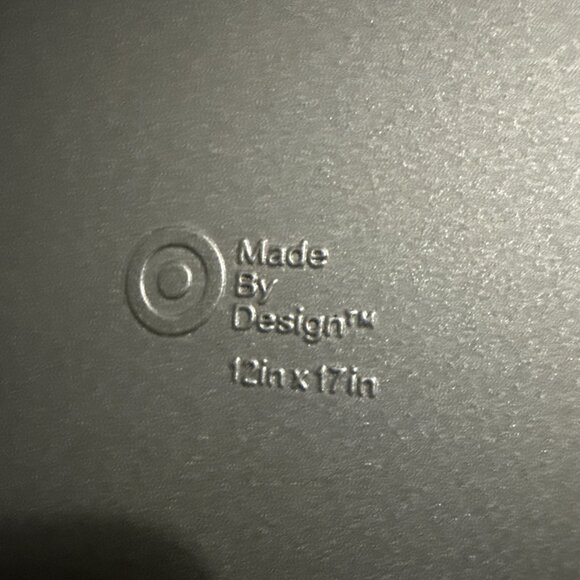 Made
By
Design™
12in x 17in